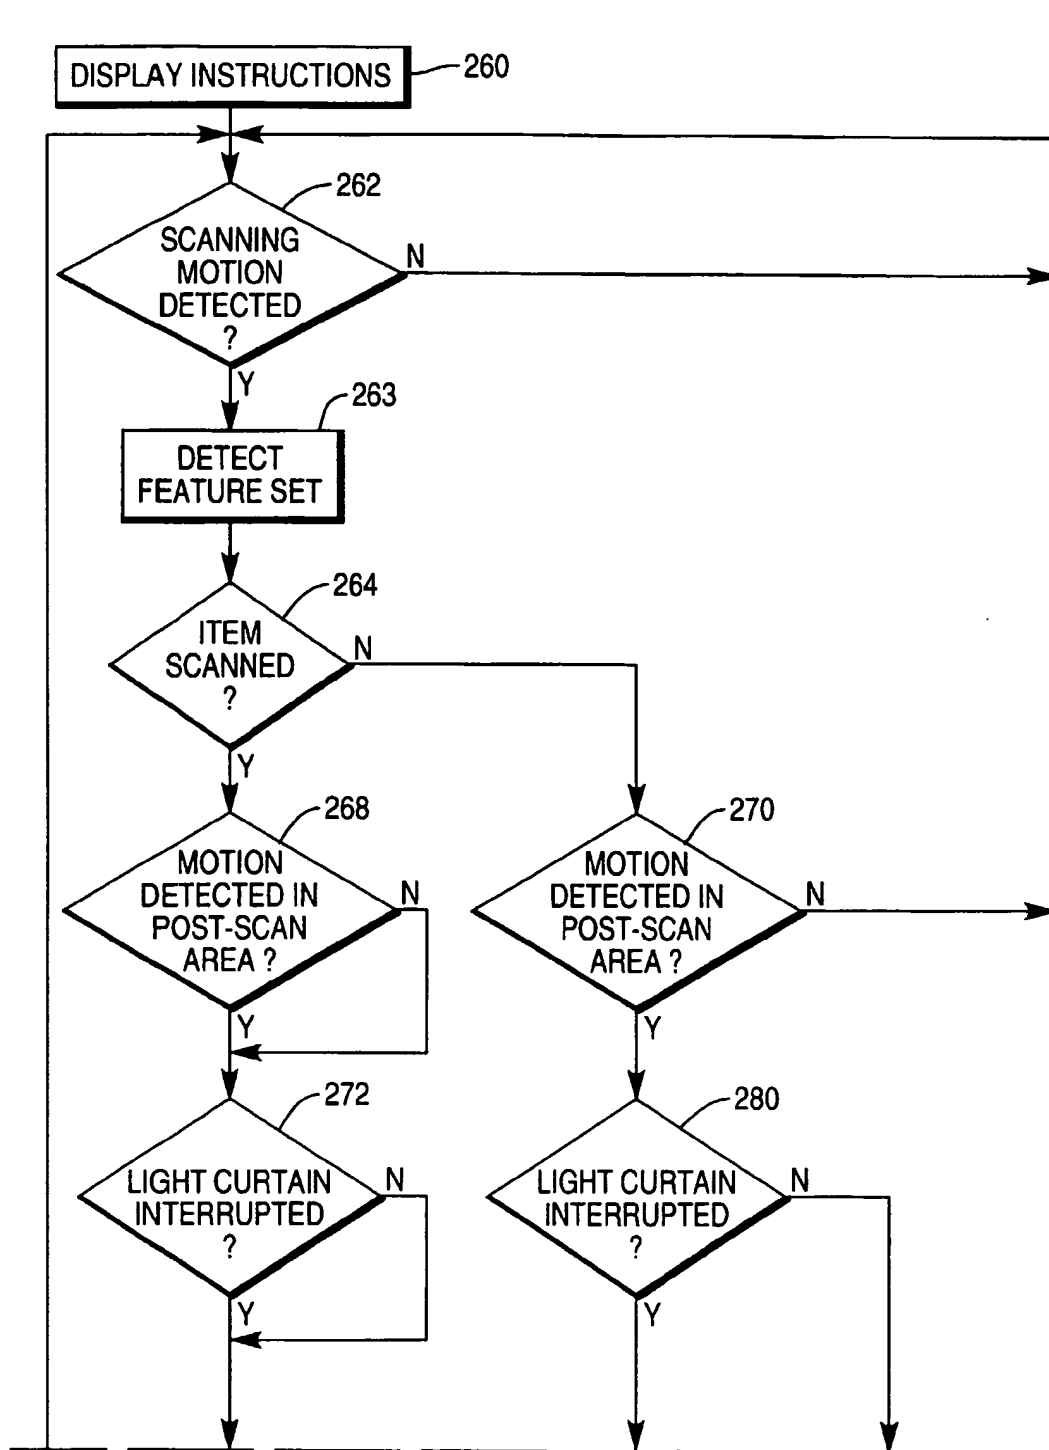 DISPLAY INSTRUCTIONS
260
262
SCANNING
MOTION
DETECTED
?
N
Y
263
DETECT
FEATURE SET
264
ITEM
SCANNED
?
N
Y
268
MOTION
DETECTED IN
POST-SCAN
AREA ?
N
Y
270
MOTION
DETECTED IN
POST-SCAN
AREA ?
N
Y
272
LIGHT CURTAIN
INTERRUPTED
?
N
Y
280
LIGHT CURTAIN
INTERRUPTED
?
N
Y